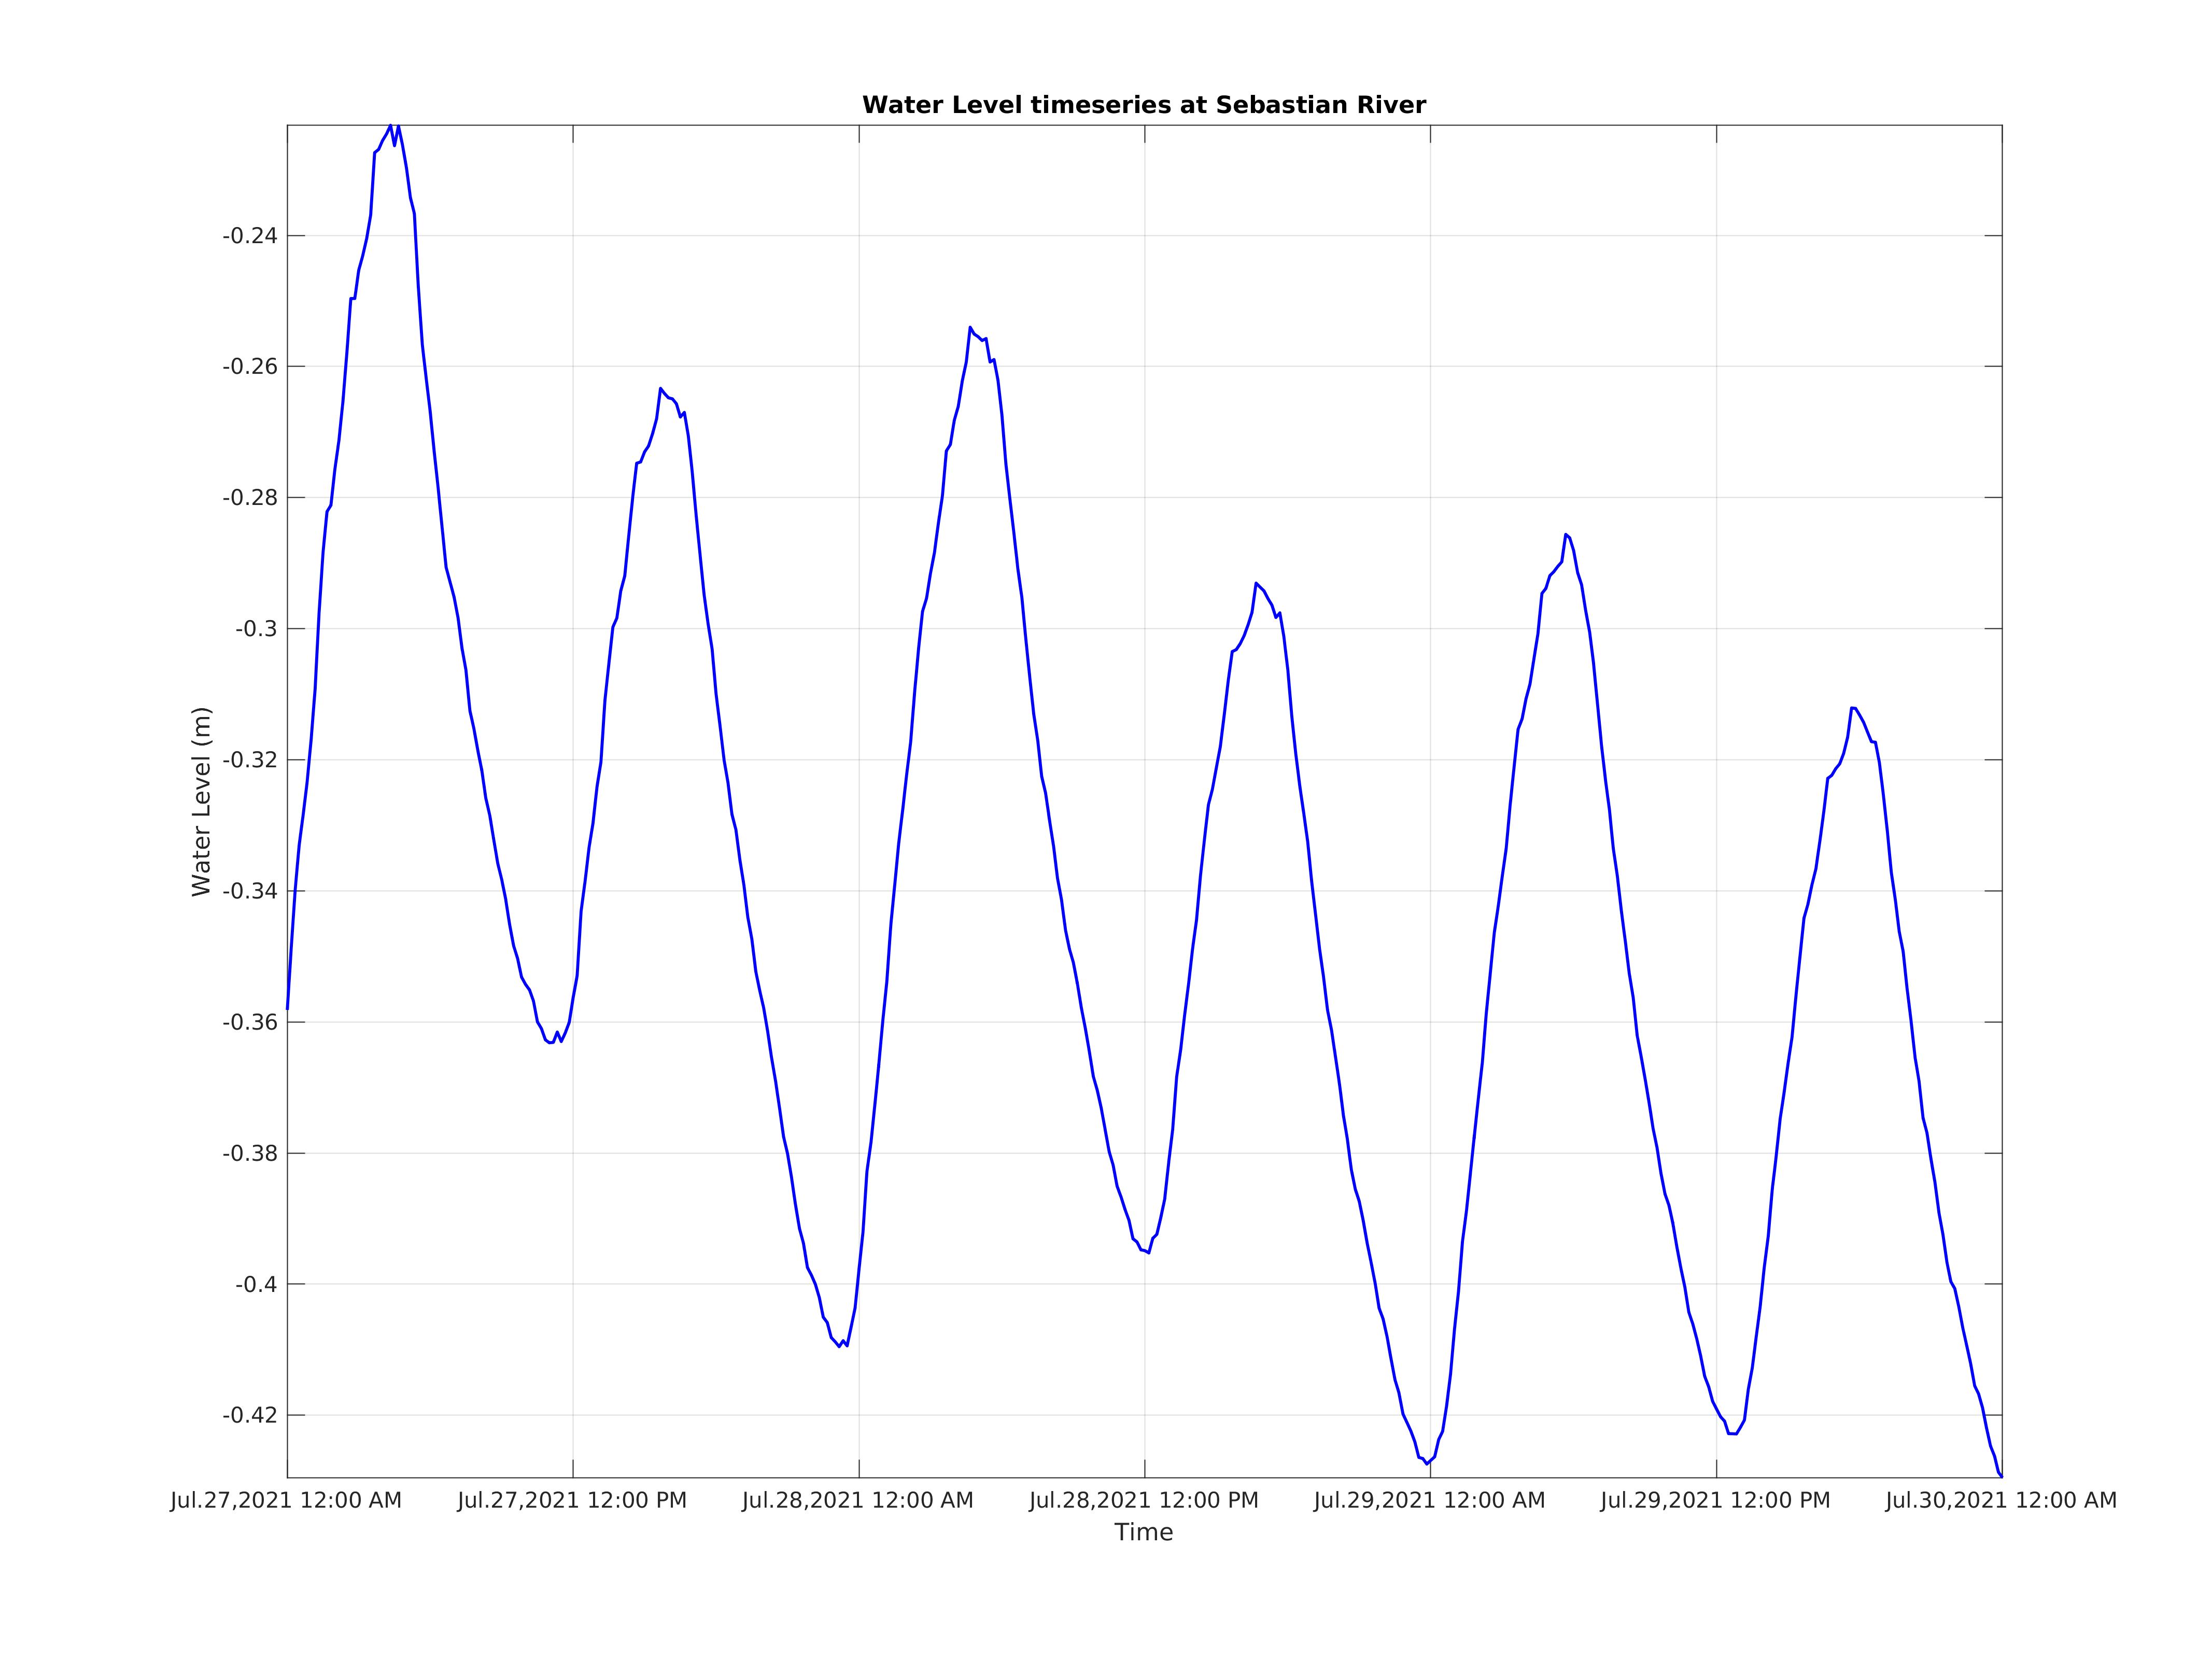 Water Level timeseries at Sebastian River
-0.24
-0.26
-0.28
-0.3
-0.32
-0.34
-0.36
-0.38
-0.4
-0.42
Water Level (m)
Jul.27,2021 12:00 AM Jul.27,2021 12:00 PM Jul.28,2021 12:00 AM Jul.28,2021 12:00 PM Jul.29,2021 12:00 AM Jul.29,2021 12:00 PM Jul.30,2021 12:00 AM
Time